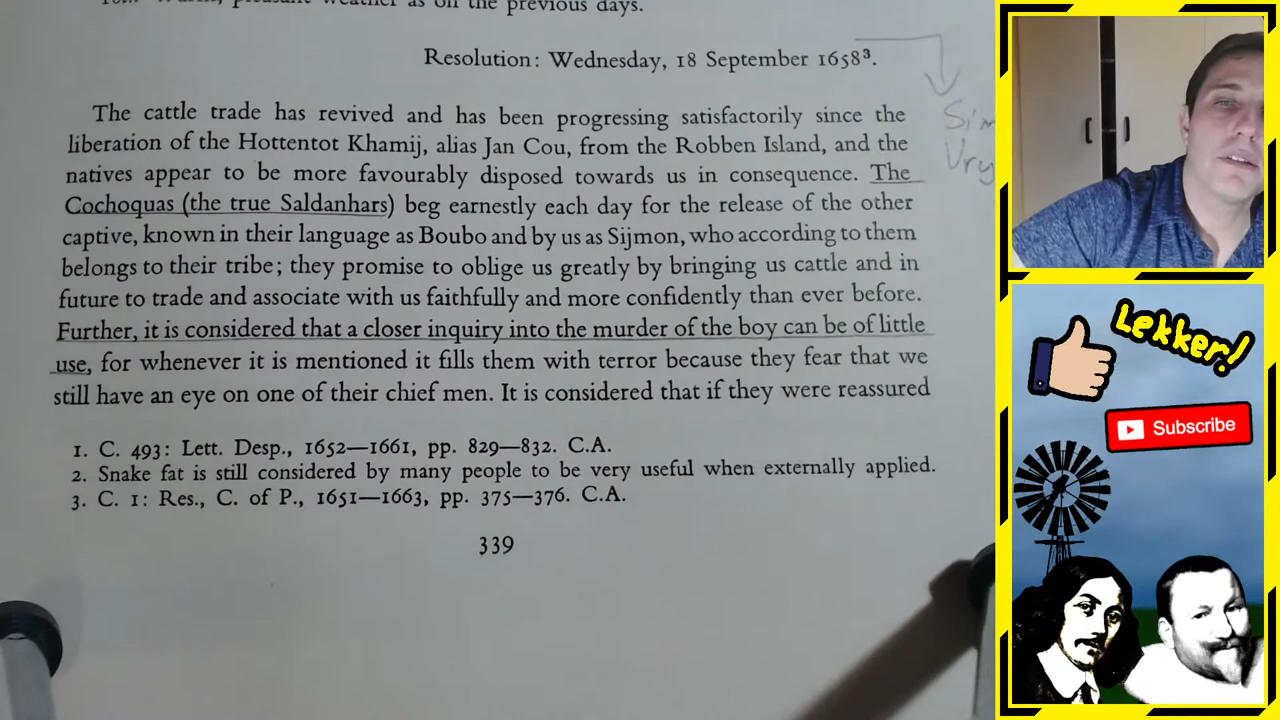 pleasant weather as on the previous days.
Resolution: Wednesday, 18 September 1658³.
The cattle trade has revived and has been progressing satisfactorily since the
liberation of the Hottentot Khamij, alias Jan Cou, from the Robben Island, and the
natives appear to be more favourably disposed towards us in consequence. The
Cochoquas (the true Saldanhars) beg earnestly each day for the release of the other
captive, known in their language as Boubo and by us as Sijmon, who according to them
belongs to their tribe; they promise to oblige us greatly by bringing us cattle and in
future to trade and associate with us faithfully and more confidently than ever before.
Further, it is considered that a closer inquiry into the murder of the boy can be of little
use, for whenever it is mentioned it fills them with terror because they fear that we
still have an eye on one of their chief men. It is considered that if they were reassured
1. C. 493: Lett. Desp., 1652—1661, pp. 829—832. C.A.
2. Snake fat is still considered by many people to be very useful when externally applied.
3. C. 1: Res., C. of P., 1651—1663, pp. 375—376. C.A.
339
Sim
Vry
Lekker!
Subscribe